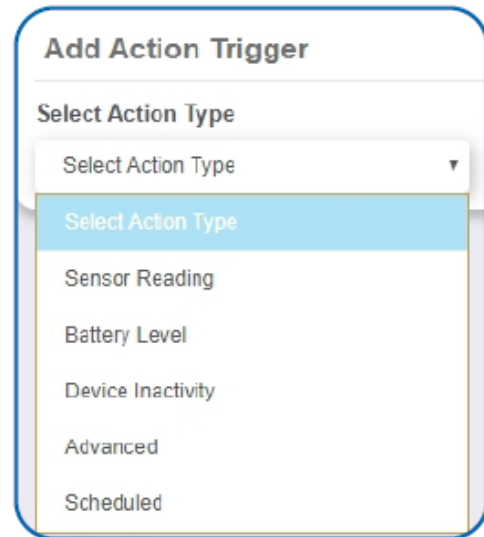 Add Action Trigger
Select Action Type
Select Action Type
Select Action Type
Sensor Reading
Battery Level
Device Inactivity
Advanced
Scheduled